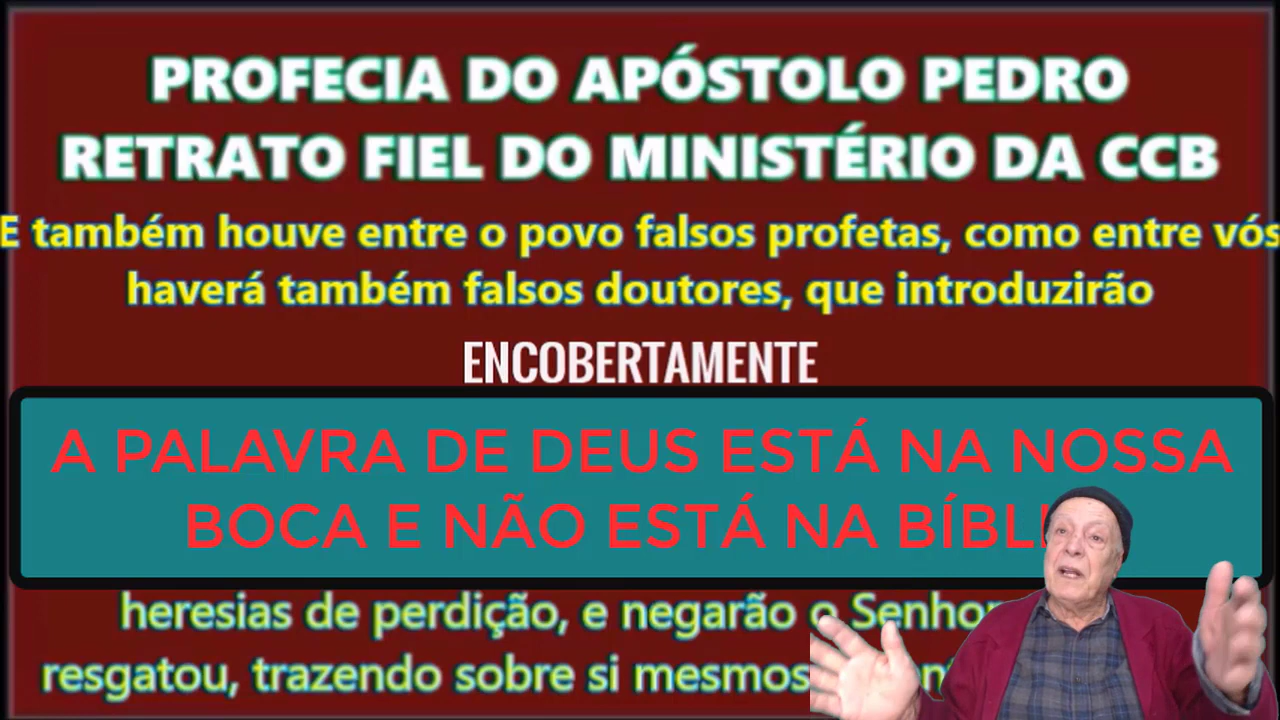 PROFECIA DO APÓSTOLO PEDRO
RETRATO FIEL DO MINISTÉRIO DA CCB
E também houve entre o povo falsos profetas, como entre vós
haverá também falsos doutores, que introduzirão
ENCOBERTAMENTE
A PALAVRA DE DEUS ESTÁ NA NOSSA
BOCA E NÃO ESTÁ NA
heresias de perdição, e negarão o Senhor
resgatou, trazendo sobre si mesmos